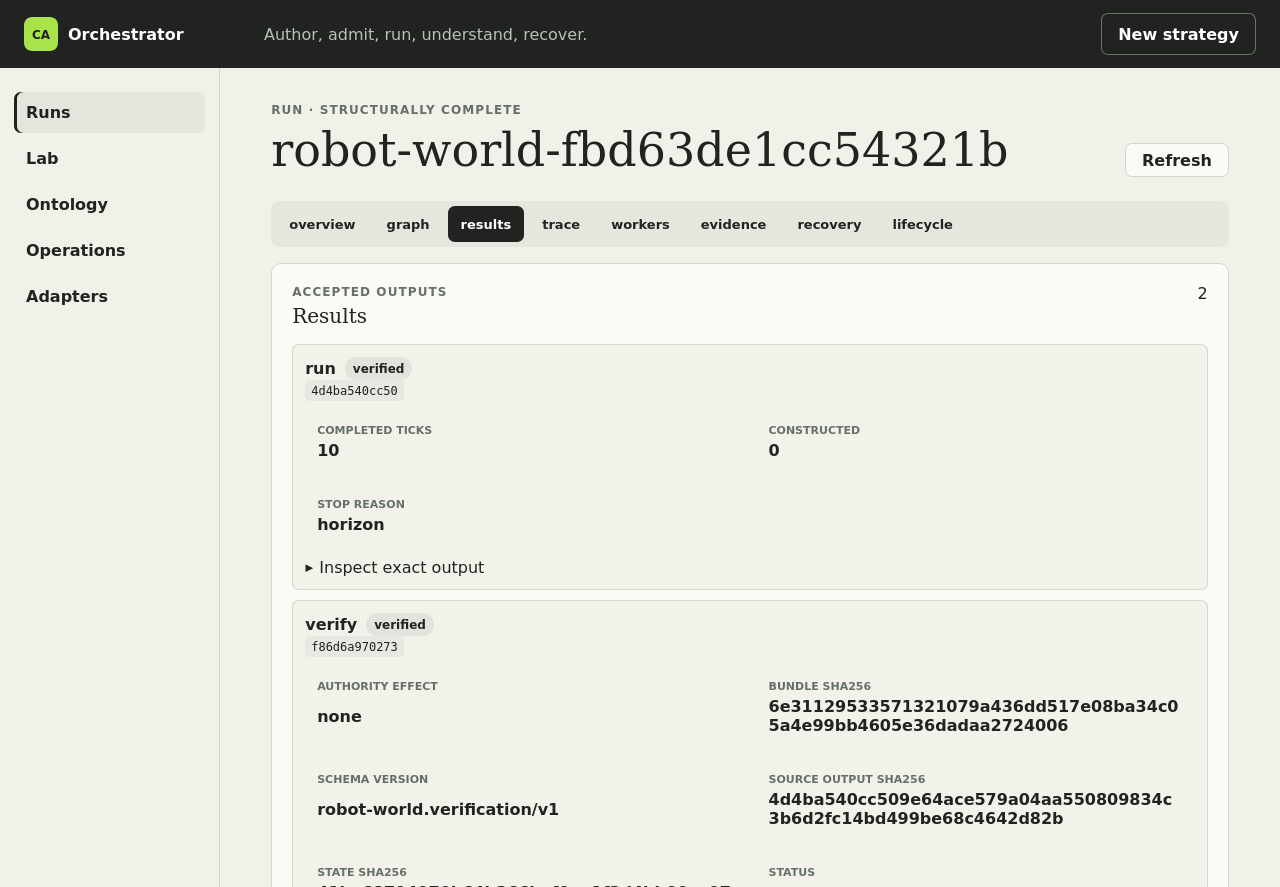 CA Orchestrator
Author, admit, run, understand, recover.
New strategy
Runs
Lab
Ontology
Operations
Adapters
RUN · STRUCTURALLY COMPLETE
robot-world-fbd63de1cc54321b
Refresh
overview graph results trace workers evidence recovery lifecycle
ACCEPTED OUTPUTS
2
Results
run verified
4d4ba540cc50
COMPLETED TICKS
10
CONSTRUCTED
0
STOP REASON
horizon
▸ Inspect exact output
verify verified
f86d6a970273
AUTHORITY EFFECT
none
BUNDLE SHA256
6e31129533571321079a436dd517e08ba34c0
5a4e99bb4605e36dadaa2724006
SCHEMA VERSION
robot-world.verification/v1
SOURCE OUTPUT SHA256
4d4ba540cc509e64ace579a04aa550809834c
3b6d2fc14bd499be68c4642d82b
STATE SHA256
STATUS